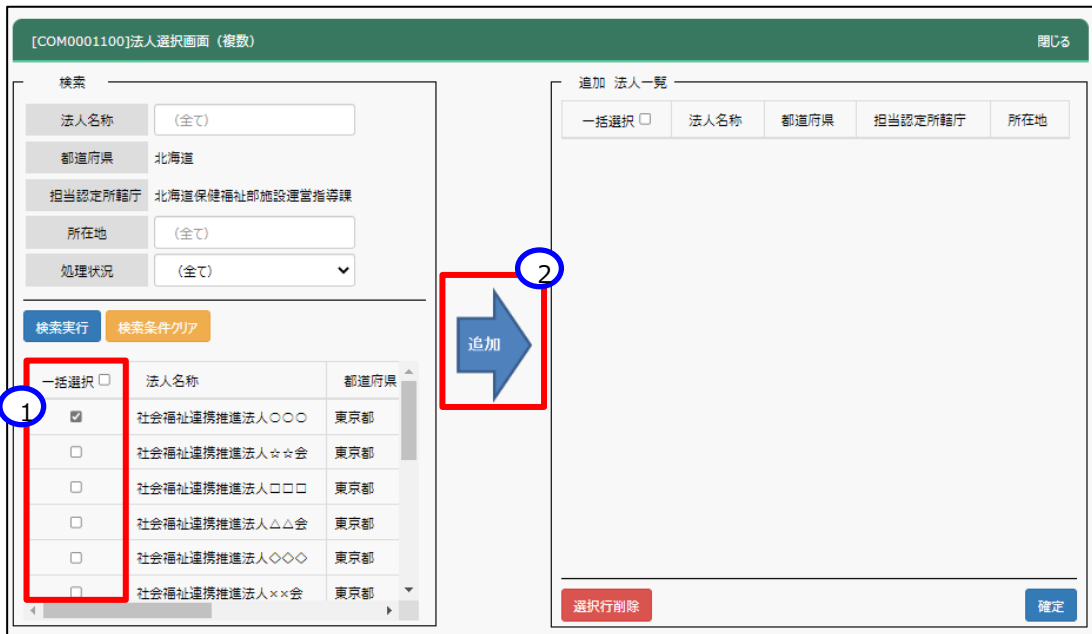 [COM0001100]法人選択画面（複数） 閉じる
検索
法人名称 （全て）
都道府県 北海道
担当認定所轄庁 北海道保健福祉部施設運営指導課
所在地 （全て）
処理状況 （全て）
検索実行 検索条件クリア
一括選択 法人名称 都道府県
1
社会福祉連携推進法人○○○ 東京都
社会福祉連携推進法人☆☆会 東京都
社会福祉連携推進法人□□□ 東京都
社会福祉連携推進法人△△会 東京都
社会福祉連携推進法人◇◇◇ 東京都
社会福祉連携推進法人××会 東京都
2
追加
追加 法人一覧
一括選択 法人名称 都道府県 担当認定所轄庁 所在地
選択行削除 確定